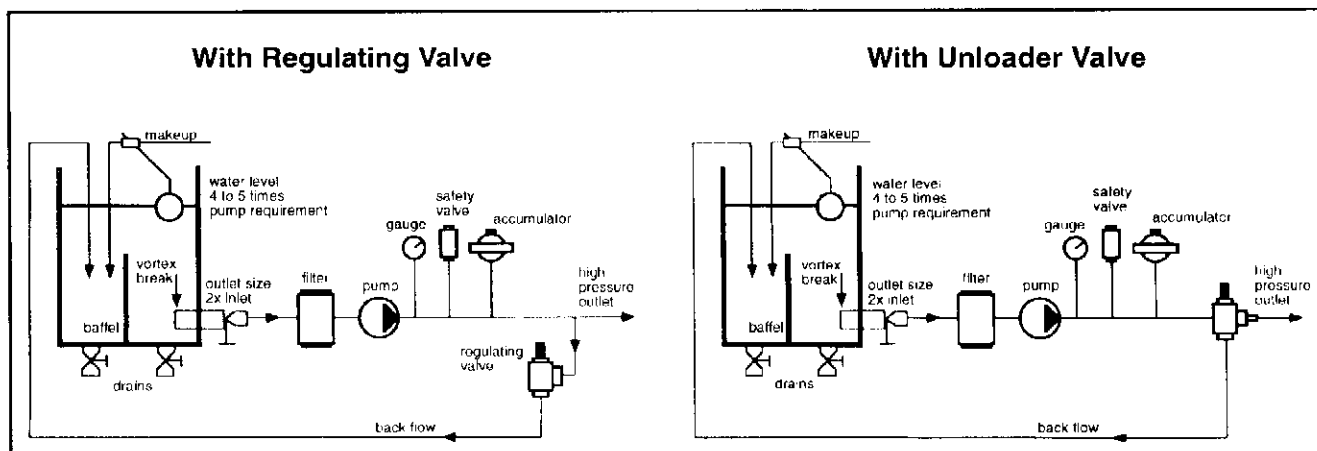 With Regulating Valve
makeup
water level
4 to 5 times
pump requirement
safety
valve
gauge
accumulator
vortex
break
outlet size
2x inlet
filter
pump
high
pressure
outlet
baffel
regulating
valve
drains
back flow
With Unloader Valve
makeup
water level
4 to 5 times
pump requirement
safety
valve
gauge
accumulator
vortex
break
outlet size
2x inlet
filter
pump
high
pressure
outlet
baffel
drains
back flow